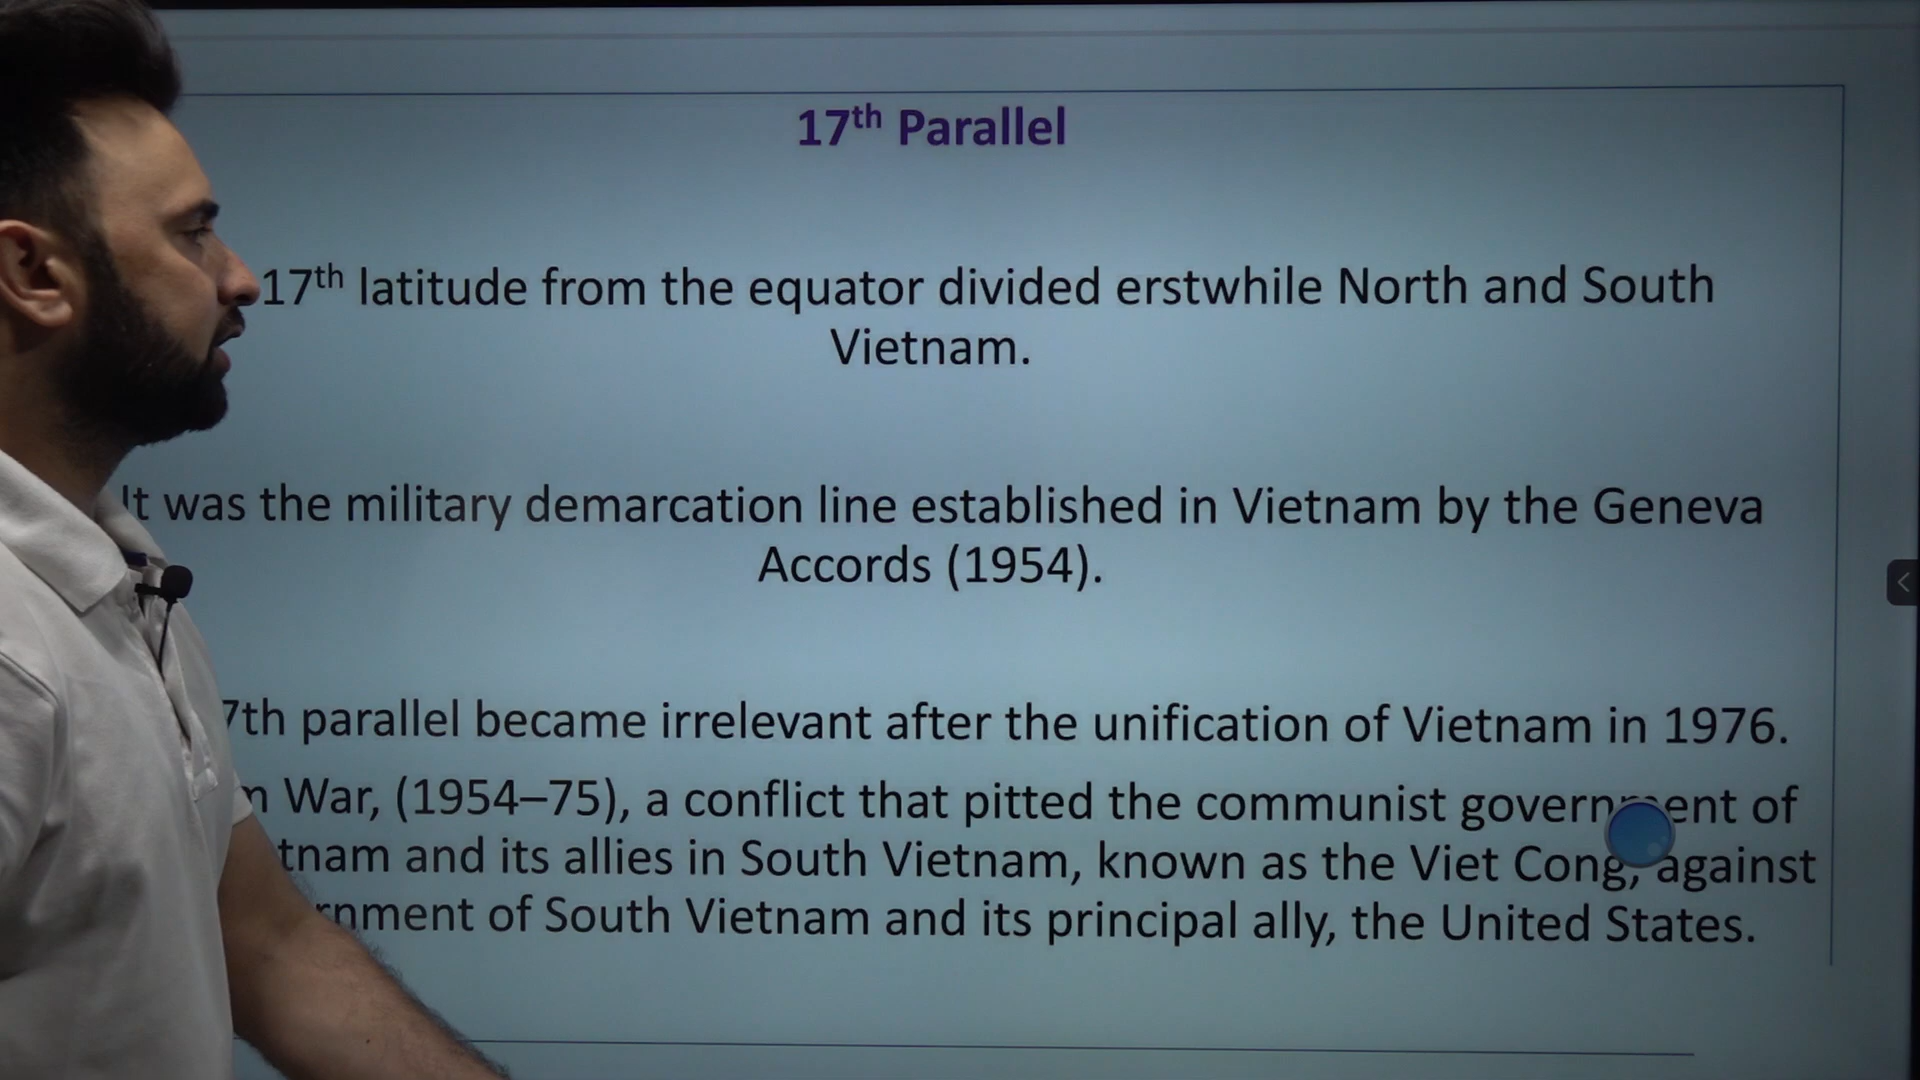 17th Parallel
17th latitude from the equator divided erstwhile North and South
Vietnam.
It was the military demarcation line established in Vietnam by the Geneva
Accords (1954).
7th parallel became irrelevant after the unification of Vietnam in 1976.
War, (1954–75), a conflict that pitted the communist government of
and its allies in South Vietnam, known as the Viet Cong, against
of South Vietnam and its principal ally, the United States.